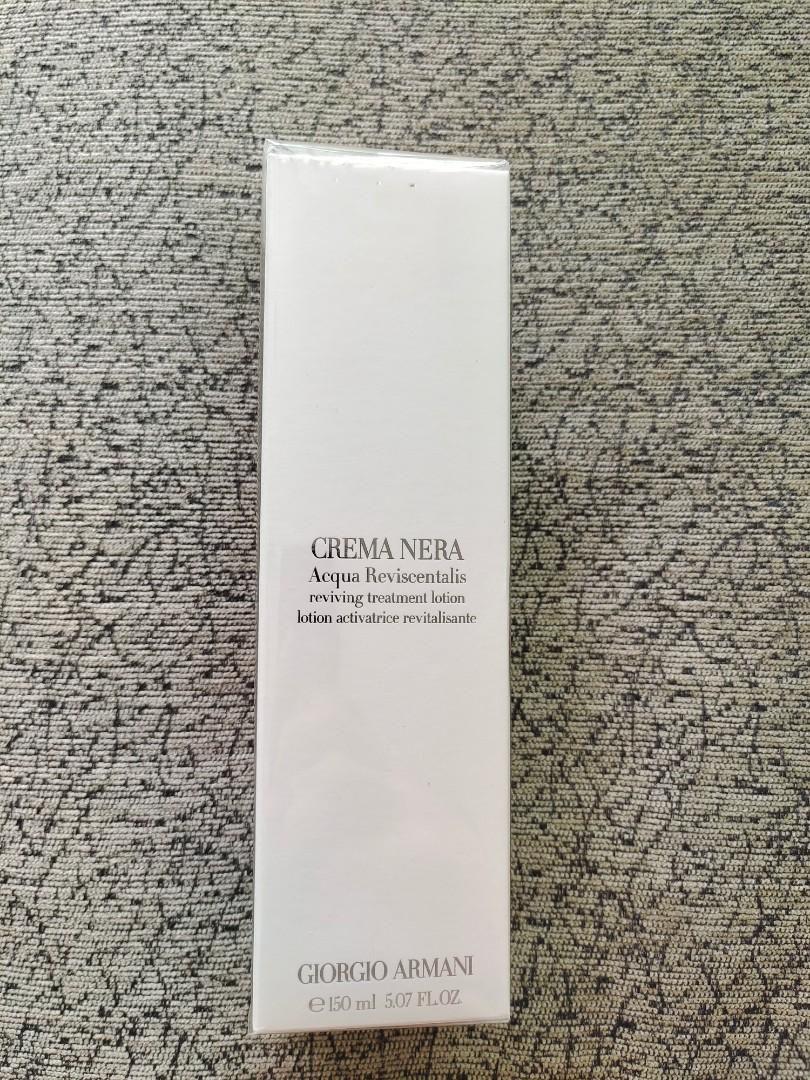 CREMA NERA
Acqua Reviscentalis
reviving treatment lotion
lotion activatrice revitalisante
GIORGIO ARMANI
℮ 150 ml 5.07 FL.OZ.